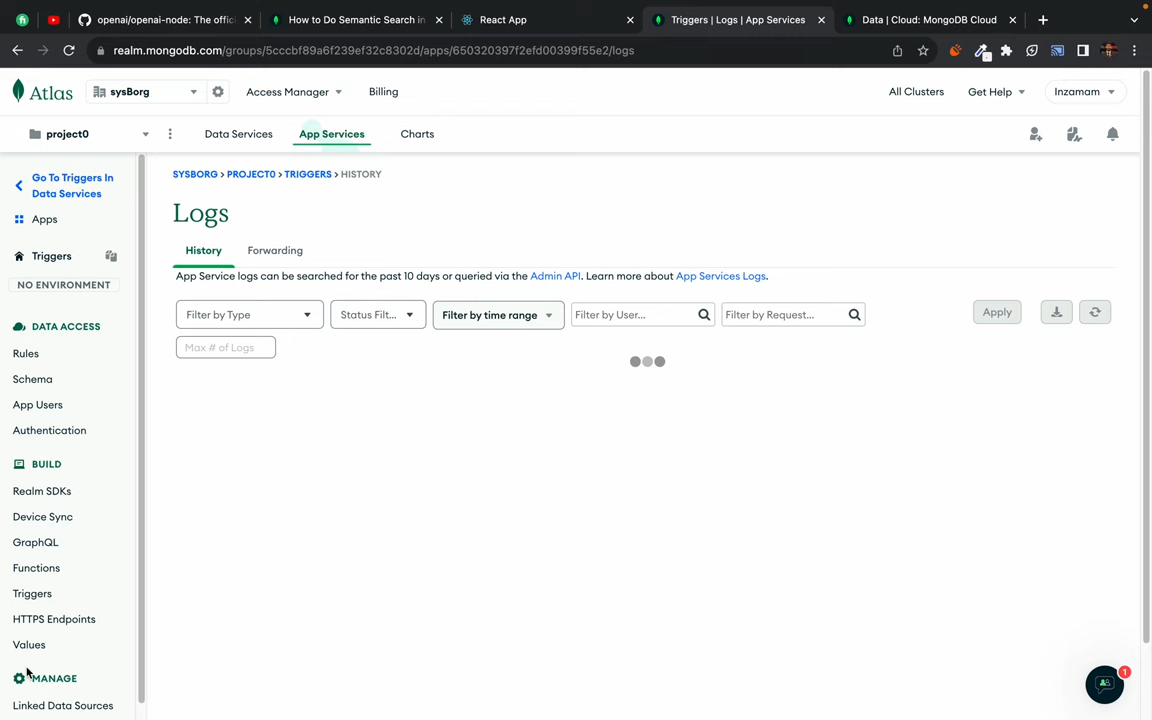 openai/openai-node: The offici
How to Do Semantic Search in
React App
Triggers | Logs | App Services
Data | Cloud: MongoDB Cloud
realm.mongodb.com/groups/5cccbf89a6f239ef32c8302d/apps/650320397f2efd00399f55e2/logs
Atlas
sysBorg
Access Manager
Billing
All Clusters
Get Help
Inzamam
project0
Data Services
App Services
Charts
Go To Triggers In
Data Services
Apps
Triggers
NO ENVIRONMENT
DATA ACCESS
Rules
Schema
App Users
Authentication
BUILD
Realm SDKs
Device Sync
GraphQL
Functions
Triggers
HTTPS Endpoints
Values
MANAGE
Linked Data Sources
SYSBORG > PROJECT0 > TRIGGERS > HISTORY
Logs
History
Forwarding
App Service logs can be searched for the past 10 days or queried via the Admin API. Learn more about App Services Logs.
Filter by Type
Status Filt...
Filter by time range
Filter by User...
Filter by Request...
Apply
Max # of Logs
1